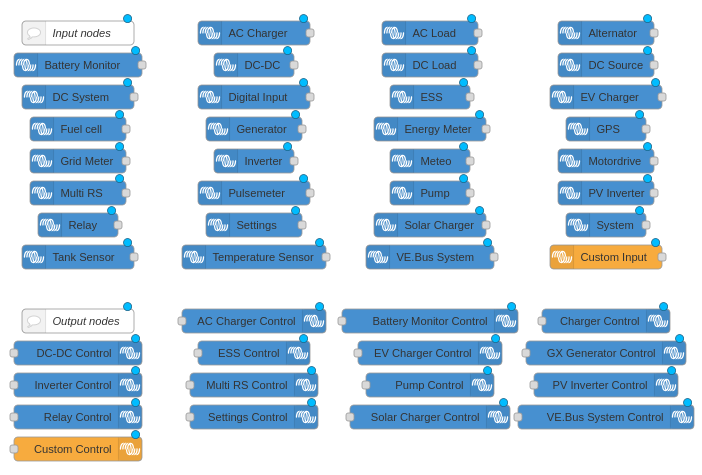 Input nodes AC Charger AC Load Alternator
Battery Monitor DC-DC DC Load DC Source
DC System Digital Input ESS EV Charger
Fuel cell Generator Energy Meter GPS
Grid Meter Inverter Meteo Motordrive
Multi RS Pulsemeter Pump PV Inverter
Relay Settings Solar Charger System
Tank Sensor Temperature Sensor VE.Bus System Custom Input
Output nodes AC Charger Control Battery Monitor Control Charger Control
DC-DC Control ESS Control EV Charger Control GX Generator Control
Inverter Control Multi RS Control Pump Control PV Inverter Control
Relay Control Settings Control Solar Charger Control VE.Bus System Control
Custom Control